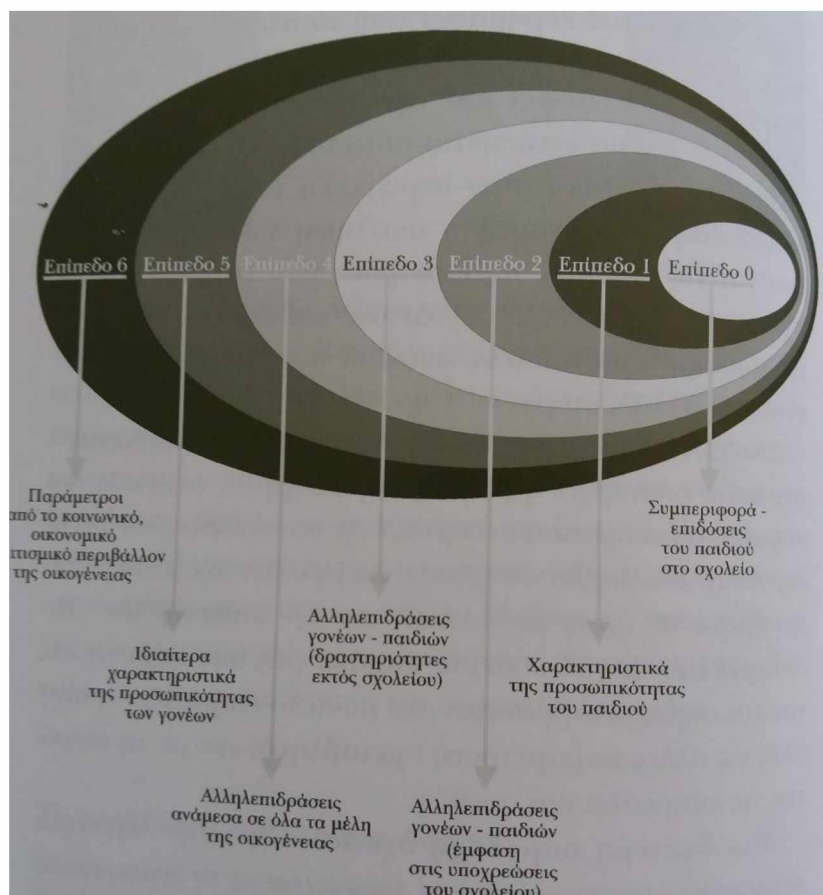 Επίπεδο 6 Επίπεδο 5 Επίπεδο 4 Επίπεδο 3 Επίπεδο 2 Επίπεδο 1 Επίπεδο 0
Παράμετροι
από το κοινωνικό,
οικονομικό
ιτισμικό περιβάλλον
της οικογένειας
Ιδιαίτερα
χαρακτηριστικά
της προσωπικότητας
των γονέων
Αλληλεπιδράσεις
ανάμεσα σε όλα τα μέλη
της οικογένειας
Αλληλεπιδράσεις
γονέων - παιδιών
(δραστηριότητες
εκτός σχολείου)
Αλληλεπιδράσεις
γονέων - παιδιών
(έμφαση
στις υποχρεώσεις
του σχολείου)
Χαρακτηριστικά
της προσωπικότητας
του παιδιού
Συμπεριφορά -
επιδόσεις
του παιδιού
στο σχολείο